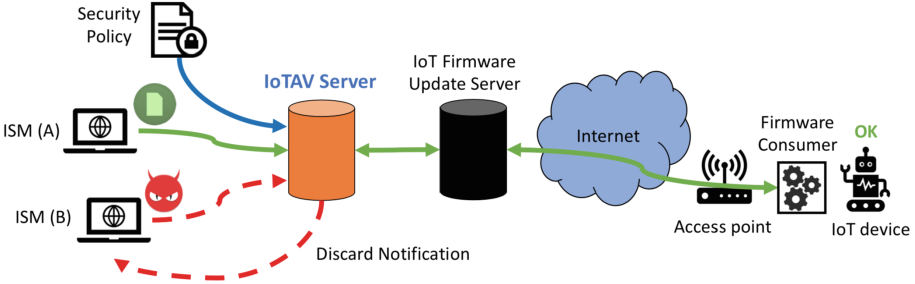 Security
Policy
IoTAV Server
IoT Firmware
Update Server
ISM (A)
Internet
Firmware
Consumer
OK
ISM (B)
Access point
IoT device
Discard Notification